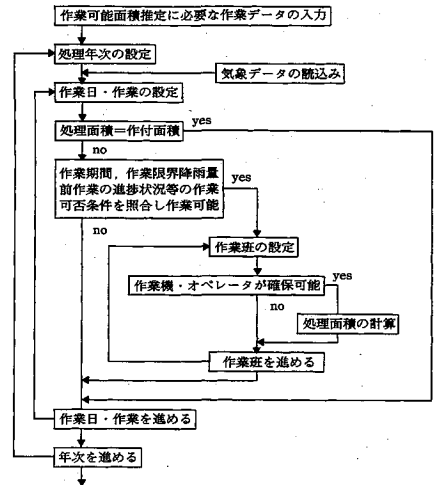 作業可能面積推定に必要な作業データの入力
処理年次の設定
気象データの読込み
作業日・作業の設定
処理面積＝作付面積
yes
no
作業期間，作業限界降雨量
前作業の進捗状況等の作業
可否条件を照合し作業可能
yes
no
作業班の設定
作業機・オペレータが確保可能
yes
no
処理面積の計算
作業班を進める
作業日・作業を進める
年次を進める